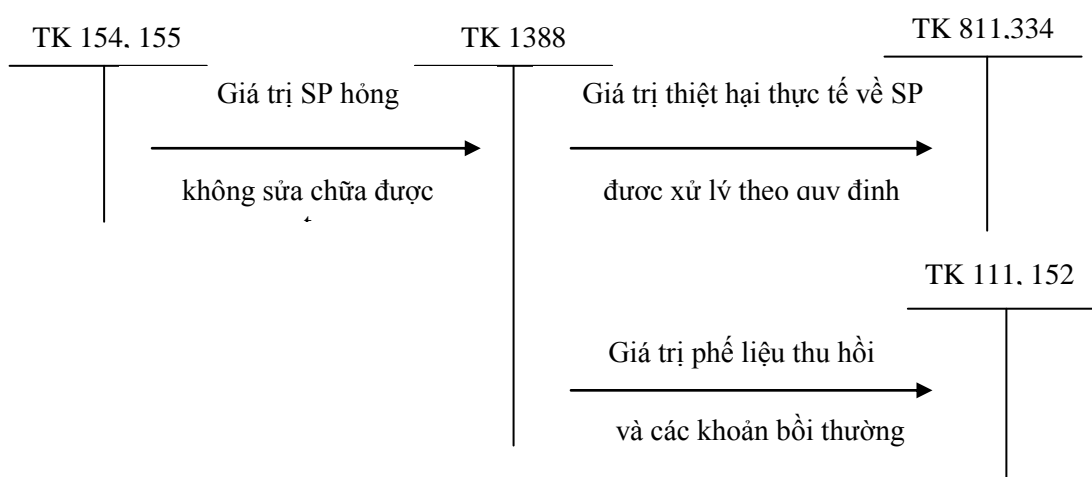 TK 154, 155
TK 1388
TK 811,334
Giá trị SP hỏng
Giá trị thiệt hại thực tế về SP
không sửa chữa được
được xử lý theo quy định
TK 111, 152
Giá trị phế liệu thu hồi
và các khoản bồi thường